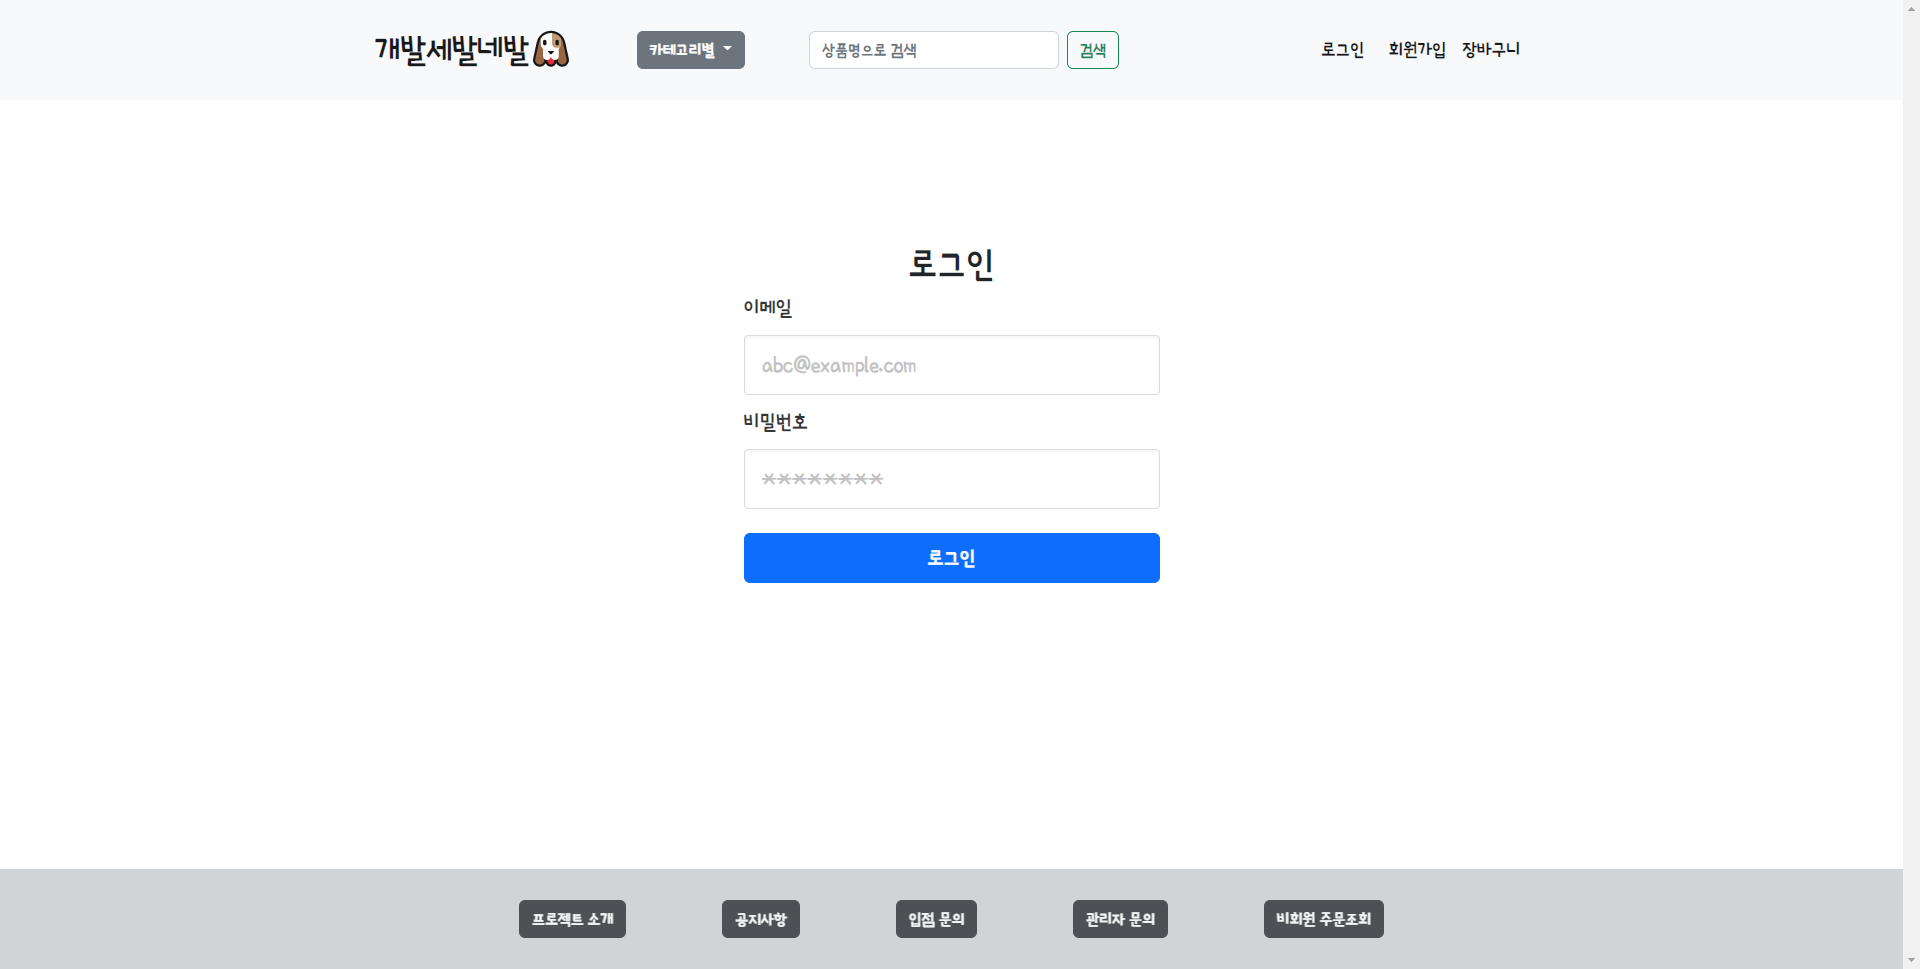 개발세발네발
카테고리별
상품명으로 검색
검색
로그인
회원가입
장바구니
로그인
이메일
abc@example.com
비밀번호
********
로그인
프로젝트 소개
공지사항
입점 문의
관리자 문의
비회원 주문조회